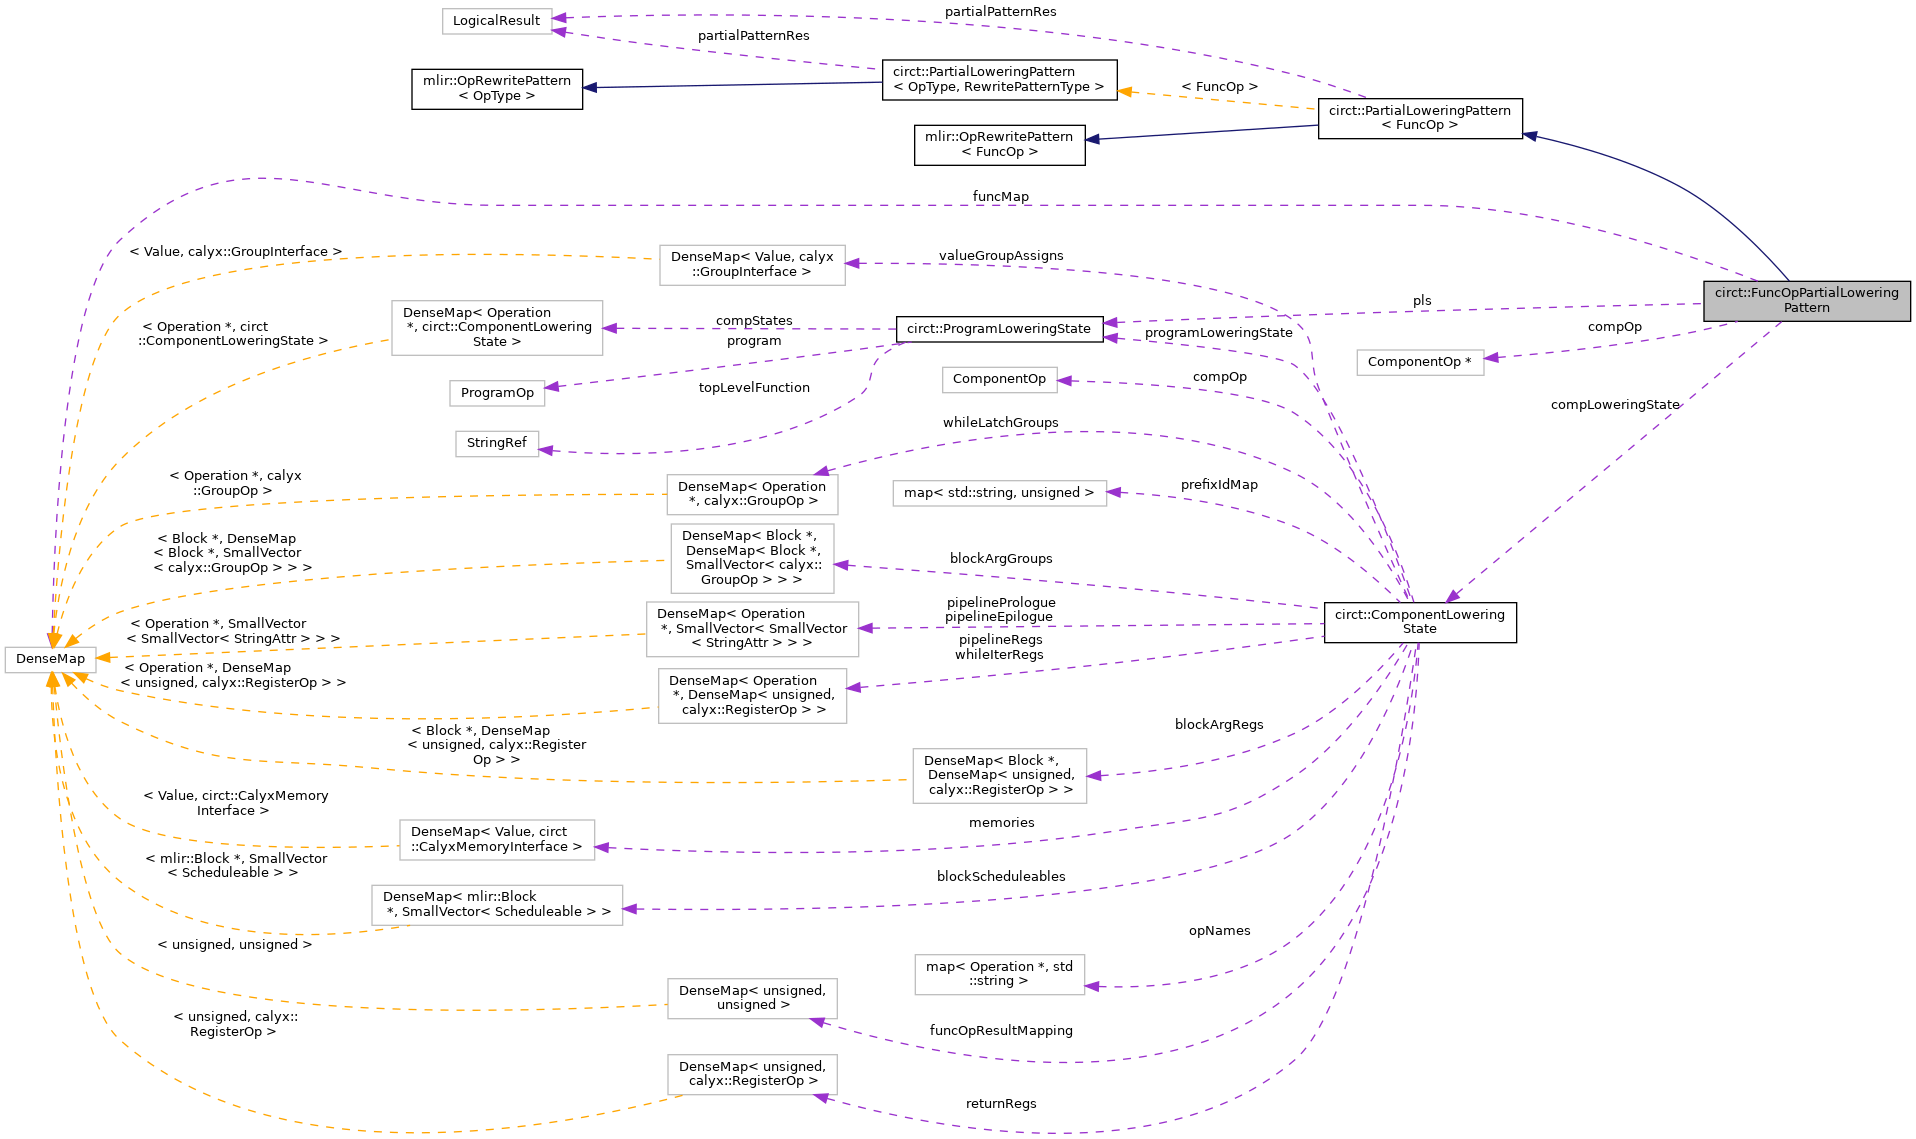 partialPatternRes
LogicalResult
partialPatternRes
circt::PartialLoweringPattern
< OpType, RewritePatternType >
mlir::OpRewritePattern
< OpType >
< FuncOp >
circt::PartialLoweringPattern
< FuncOp >
mlir::OpRewritePattern
< FuncOp >
funcMap
< Value, calyx::GroupInterface >
DenseMap< Value, calyx
::GroupInterface >
valueGroupAssigns
circt::FuncOpPartialLowering
Pattern
pls
DenseMap< Operation
*, circt::ComponentLowering
State >
compStates
circt::ProgramLoweringState
programLoweringState
compOp
< Operation *, circt
::ComponentLoweringState >
program
ComponentOp *
ComponentOp
compOp
ProgramOp
topLevelFunction
compLoweringState
whileLatchGroups
StringRef
< Operation *, calyx
::GroupOp >
DenseMap< Operation
*, calyx::GroupOp >
map< std::string, unsigned >
prefixIdMap
< Block *, DenseMap
< Block *, SmallVector
< calyx::GroupOp > > >
DenseMap< Block *,
DenseMap< Block *,
SmallVector< calyx::
GroupOp > > >
blockArgGroups
pipelinePrologue
pipelineEpilogue
circt::ComponentLowering
State
< Operation *, SmallVector
< SmallVector< StringAttr > > >
DenseMap< Operation
*, SmallVector< SmallVector
< StringAttr > > >
pipelineRegs
whileIterRegs
DenseMap
< Operation *, DenseMap
< unsigned, calyx::RegisterOp > >
DenseMap< Operation
*, DenseMap< unsigned,
calyx::RegisterOp > >
< Block *, DenseMap
< unsigned, calyx::Register
Op > >
blockArgRegs
DenseMap< Block *,
DenseMap< unsigned,
calyx::RegisterOp > >
< Value, circt::CalyxMemory
Interface >
DenseMap< Value, circt
::CalyxMemoryInterface >
memories
< mlir::Block *, SmallVector
< Scheduleable > >
DenseMap< mlir::Block
*, SmallVector< Scheduleable > >
blockScheduleables
< unsigned, unsigned >
opNames
map< Operation *, std
::string >
DenseMap< unsigned,
unsigned >
< unsigned, calyx::
RegisterOp >
funcOpResultMapping
DenseMap< unsigned,
calyx::RegisterOp >
returnRegs